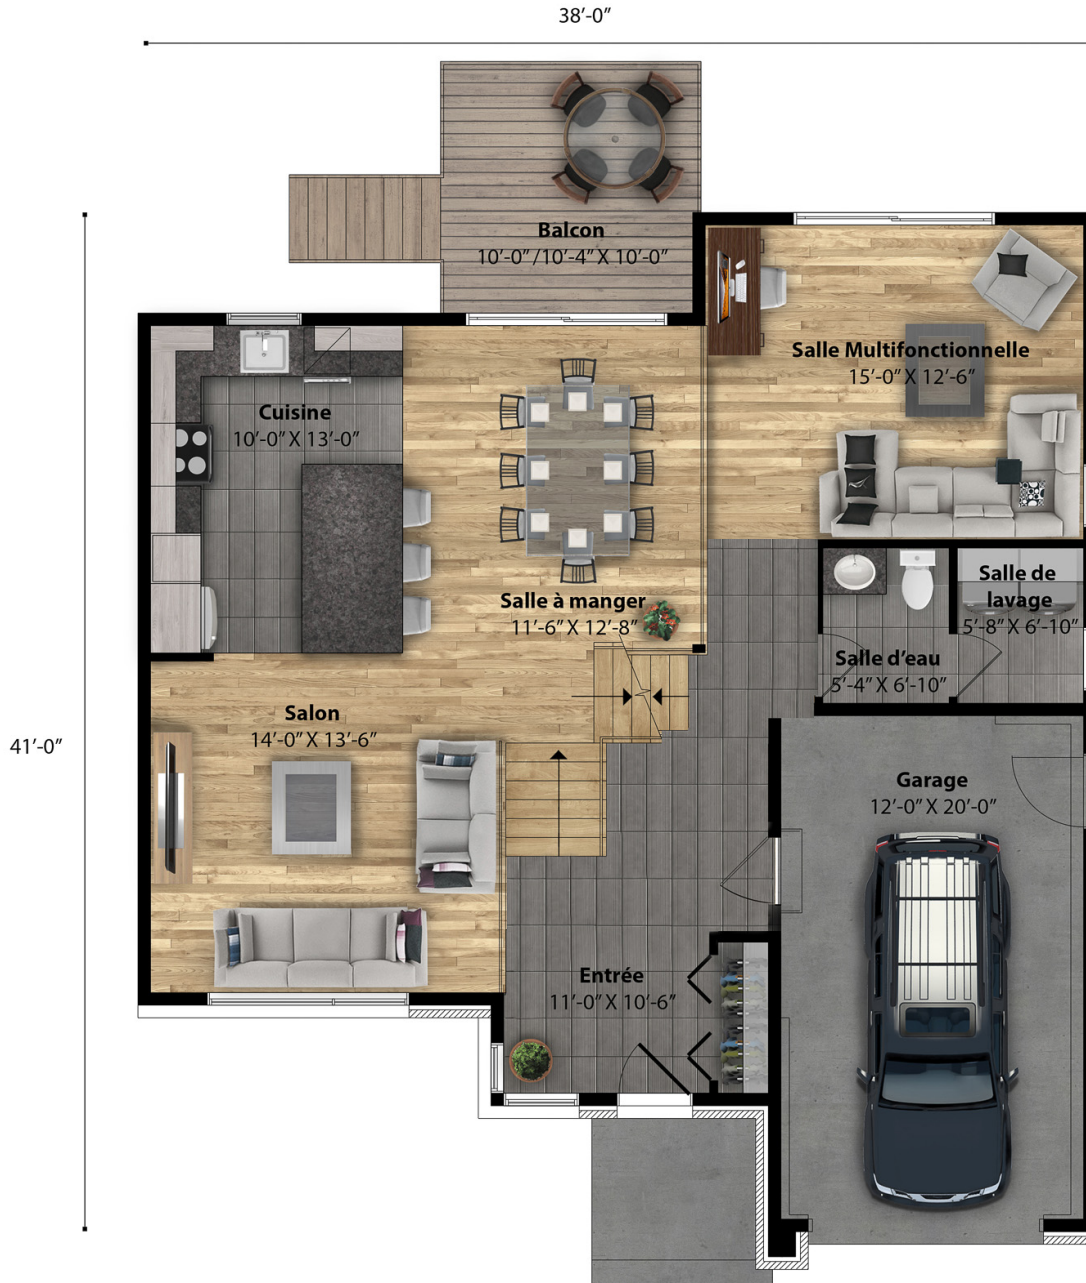 38’-0”
Balcon
10’-0”/10’-4” X 10’-0”
Salle Multifonctionnelle
15’-0” X 12’-6”
Cuisine
10’-0” X 13’-0”
Salle à manger
11’-6” X 12’-8”
Salle de
lavage
5’-8” X 6’-10”
Salle d’eau
5’-4” X 6’-10”
Salon
14’-0” X 13’-6”
41’-0”
Garage
12’-0” X 20’-0”
Entrée
11’-0” X 10’-6”